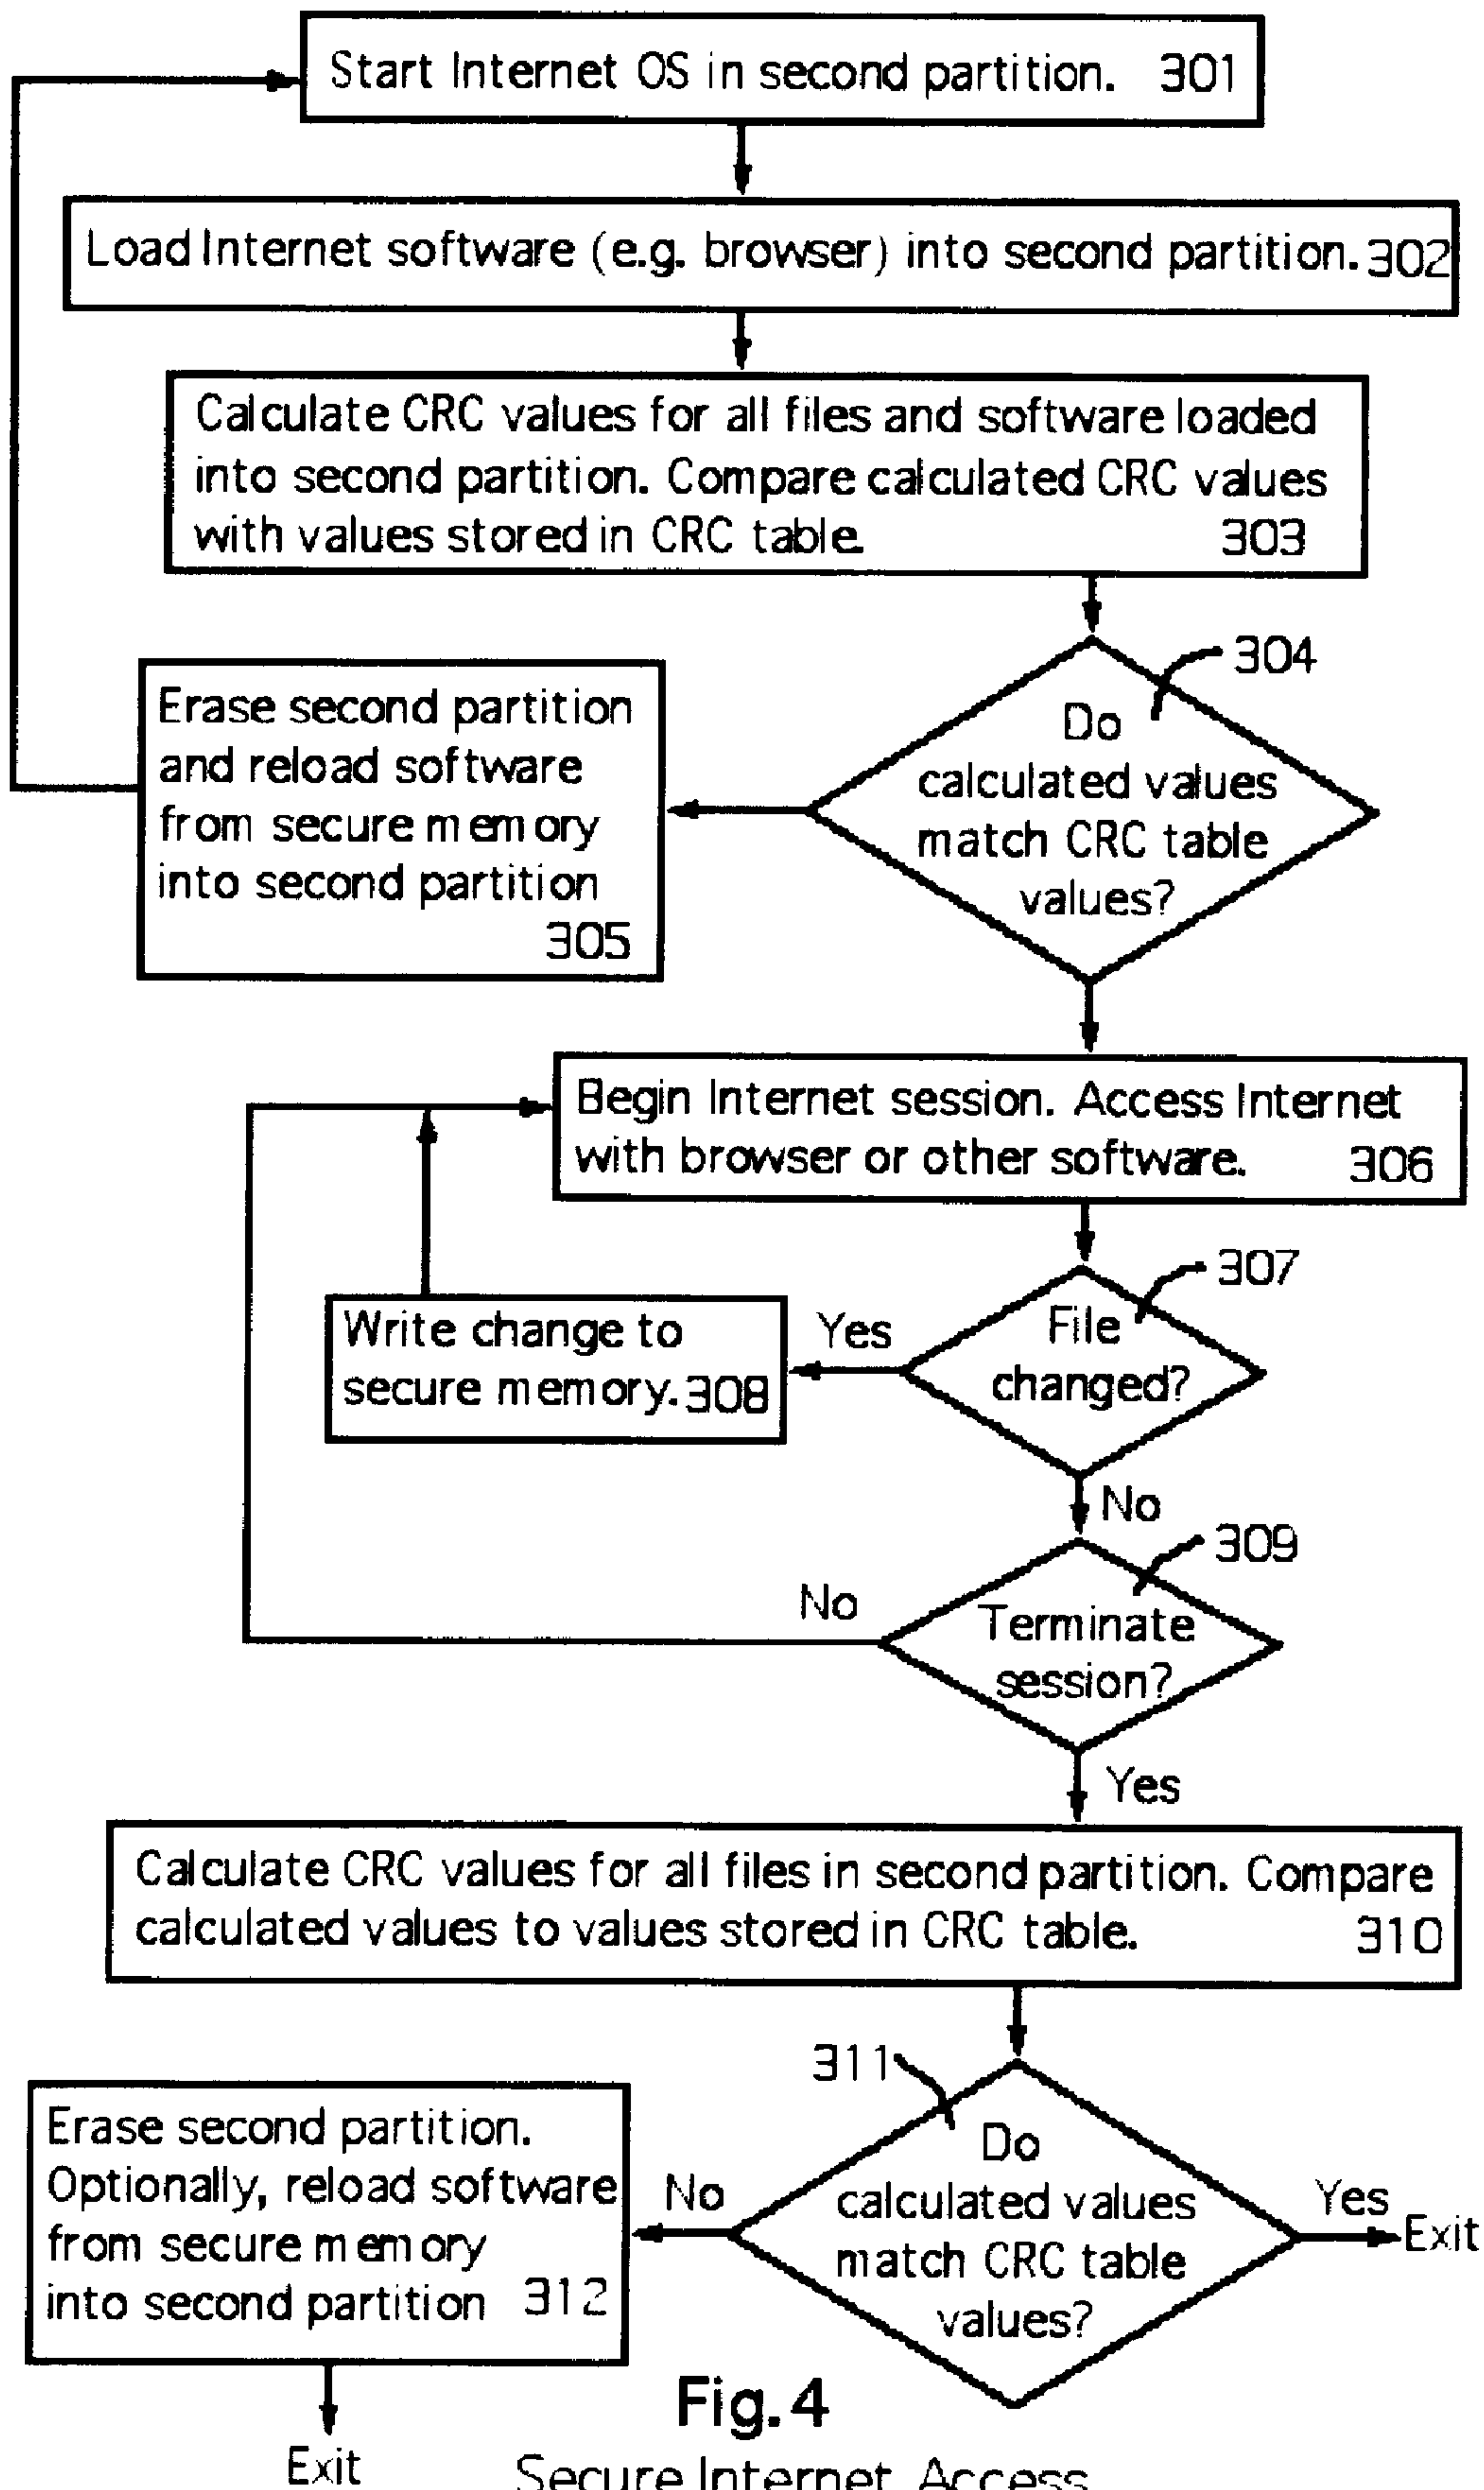 Start Internet OS in second partition. 301
Load Internet software (e.g. browser) into second partition. 302
Calculate CRC values for all files and software loaded
into second partition. Compare calculated CRC values
with values stored in CRC table. 303
304
Do
calculated values
match CRC table
values?
Erase second partition
and reload software
from secure memory
into second partition
305
Begin Internet session. Access Internet
with browser or other software. 306
307
File
changed?
Yes
Write change to
secure memory. 308
No
309
Terminate
session?
No
Yes
Calculate CRC values for all files in second partition. Compare
calculated values to values stored in CRC table. 310
311
Do
calculated values
match CRC table
values?
No
Yes
Exit
Erase second partition.
Optionally, reload software
from secure memory
into second partition 312
Exit
Fig. 4
Secure Internet Access